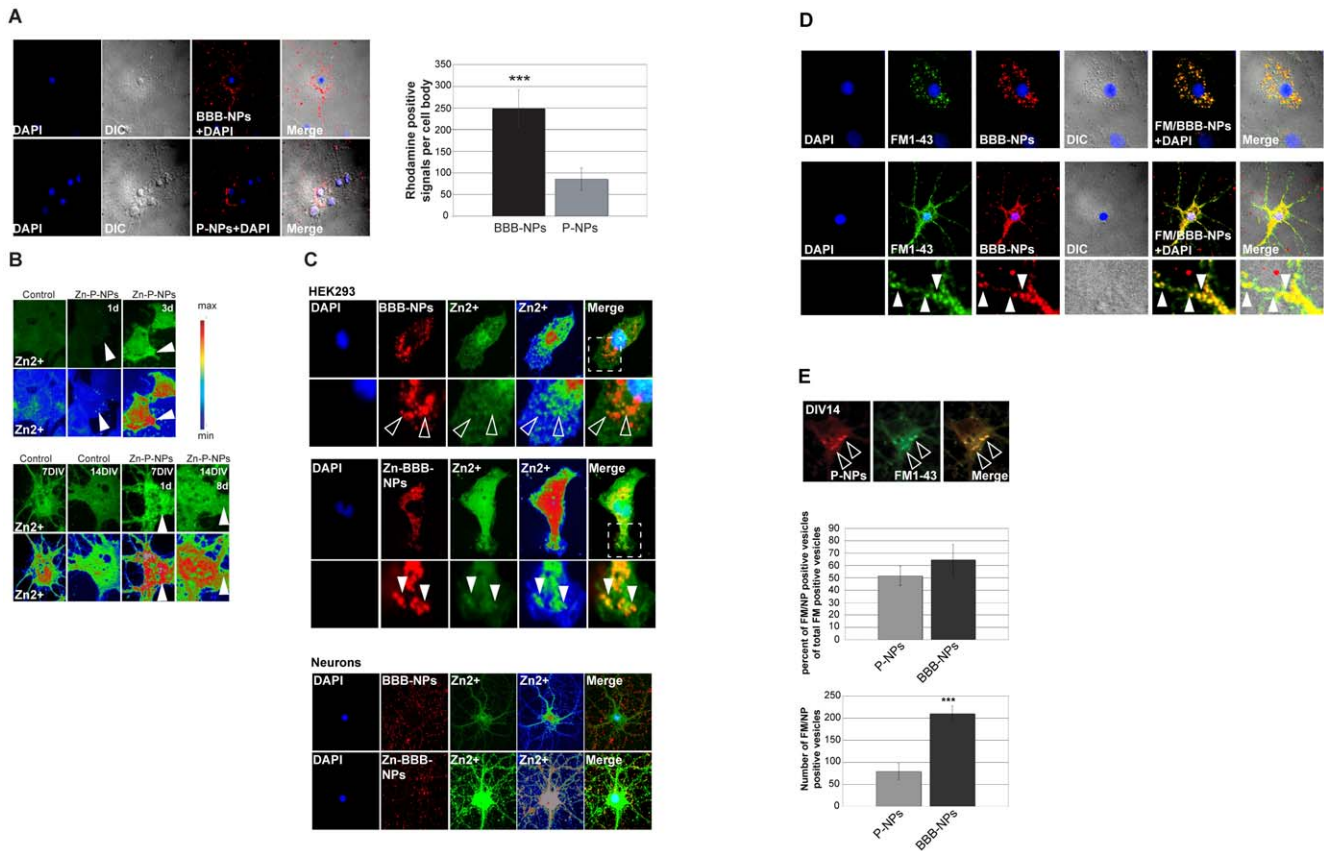 A
DAPI
DIC
BBB-NPs
+DAPI
Merge
DAPI
DIC
P-NPs+DAPI
Merge
Rhodamine positive
signals per cell body
350
300
250
200
150
100
50
0
***
BBB-NPs
P-NPs
B
Control
Zn-P-NPs
Zn-P-NPs
1d
3d
Zn2+
Zn2+
max
min
Control
Control
Zn-P-NPs
Zn-P-NPs
7DIV
14DIV
7DIV
1d
14DIV
8d
Zn2+
Zn2+
C
HEK293
DAPI
BBB-NPs
Zn2+
Zn2+
Merge
DAPI
Zn-BBB-
NPs
Zn2+
Zn2+
Merge
Neurons
DAPI
BBB-NPs
Zn2+
Zn2+
Merge
DAPI
Zn-BBB-
NPs
Zn2+
Zn2+
Merge
D
DAPI
FM1-43
BBB-NPs
DIC
FM/BBB-NPs
+DAPI
Merge
DAPI
FM1-43
BBB-NPs
DIC
FM/BBB-NPs
+DAPI
Merge
E
DIV14
P-NPs
FM1-43
Merge
percent of FM/NP positive vesicles
of total FM positive vesicles
90
80
70
60
50
40
30
20
10
0
P-NPs
BBB-NPs
Number of FM/NP
positive vesicles
250
200
150
100
50
0
***
P-NPs
BBB-NPs